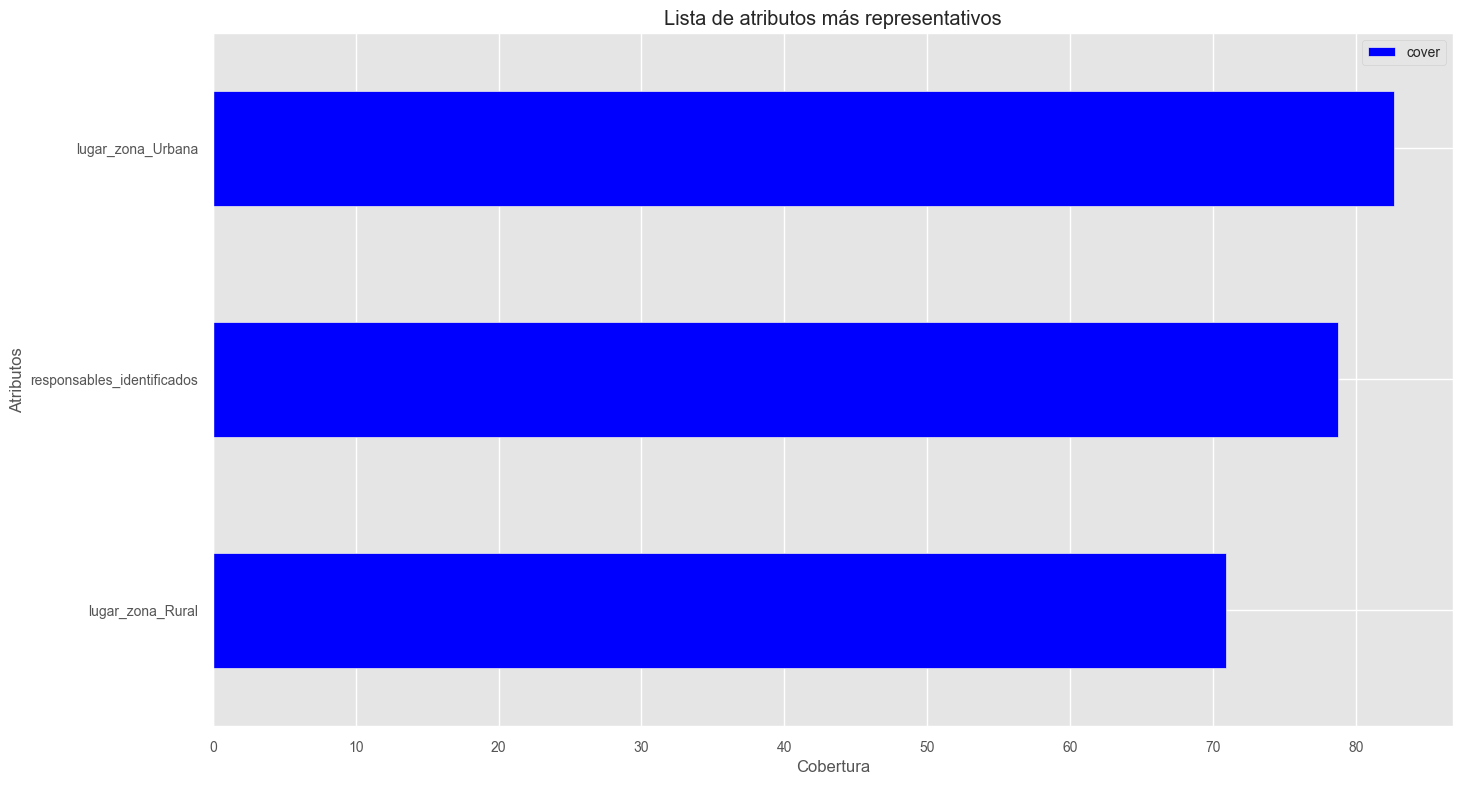 Lista de atributos más representativos
cover
lugar_zona_Urbana
responsables_identificados
lugar_zona_Rural
Atributos
0 10 20 30 40 50 60 70 80
Cobertura